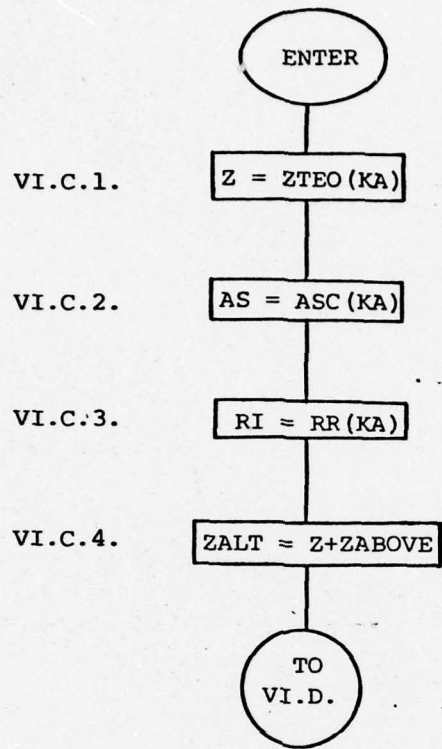 ENTER
VI.C.1. Z = ZTEO(KA)
VI.C.2. AS = ASC(KA)
VI.C.3. RI = RR(KA)
VI.C.4. ZALT = Z+ZABOVE
TO
VI.D.